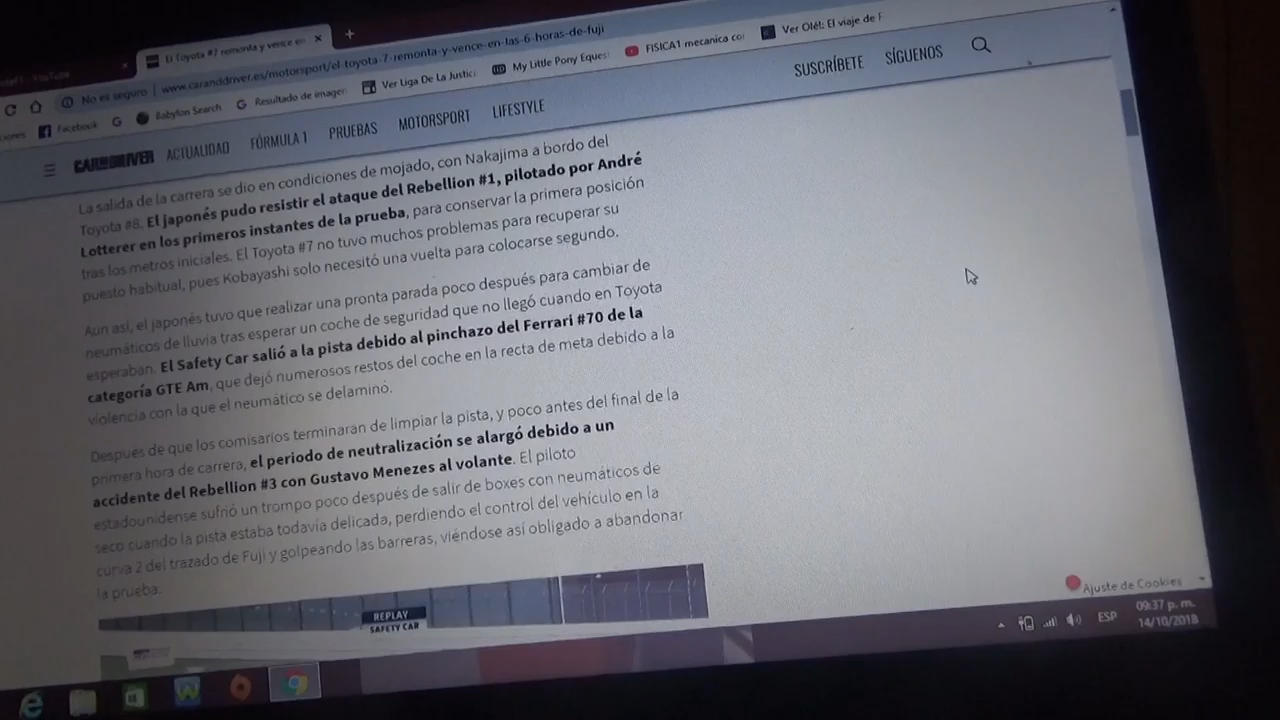 El Toyota #7 remonta y vence en
No es seguro | www.caranddriver.es/motorsport/el-toyota-7-remonta-y-vence-en-las-6-horas-de-fuji
Facebook Babylon Search Resultado de imagen Ver Liga De La Justici My Little Pony Eques FISICA1 mecanica co Ver Olé!: El viaje de F
CAR AND DRIVER ACTUALIDAD FÓRMULA 1 PRUEBAS MOTORSPORT LIFESTYLE SUSCRÍBETE SÍGUENOS
La salida de la carrera se dio en condiciones de mojado, con Nakajima a bordo del
Toyota #8. El japonés pudo resistir el ataque del Rebellion #1, pilotado por André
Lotterer en los primeros instantes de la prueba, para conservar la primera posición
tras los metros iniciales. El Toyota #7 no tuvo muchos problemas para recuperar su
puesto habitual, pues Kobayashi solo necesitó una vuelta para colocarse segundo.
Aun así, el japonés tuvo que realizar una pronta parada poco después para cambiar de
neumáticos de lluvia tras esperar un coche de seguridad que no llegó cuando en Toyota
esperaban. El Safety Car salió a la pista debido al pinchazo del Ferrari #70 de la
categoría GTE Am, que dejó numerosos restos del coche en la recta de meta debido a la
violencia con la que el neumático se delaminó.
Después de que los comisarios terminaran de limpiar la pista, y poco antes del final de la
primera hora de carrera, el periodo de neutralización se alargó debido a un
accidente del Rebellion #3 con Gustavo Menezes al volante. El piloto
estadounidense sufrió un trompo poco después de salir de boxes con neumáticos de
seco cuando la pista estaba todavía delicada, perdiendo el control del vehículo en la
curva 2 del trazado de Fuji y golpeando las barreras, viéndose así obligado a abandonar
la prueba.
REPLAY
SAFETY CAR
Ajuste de Cookies
ESP
09:37 p. m.
14/10/2018